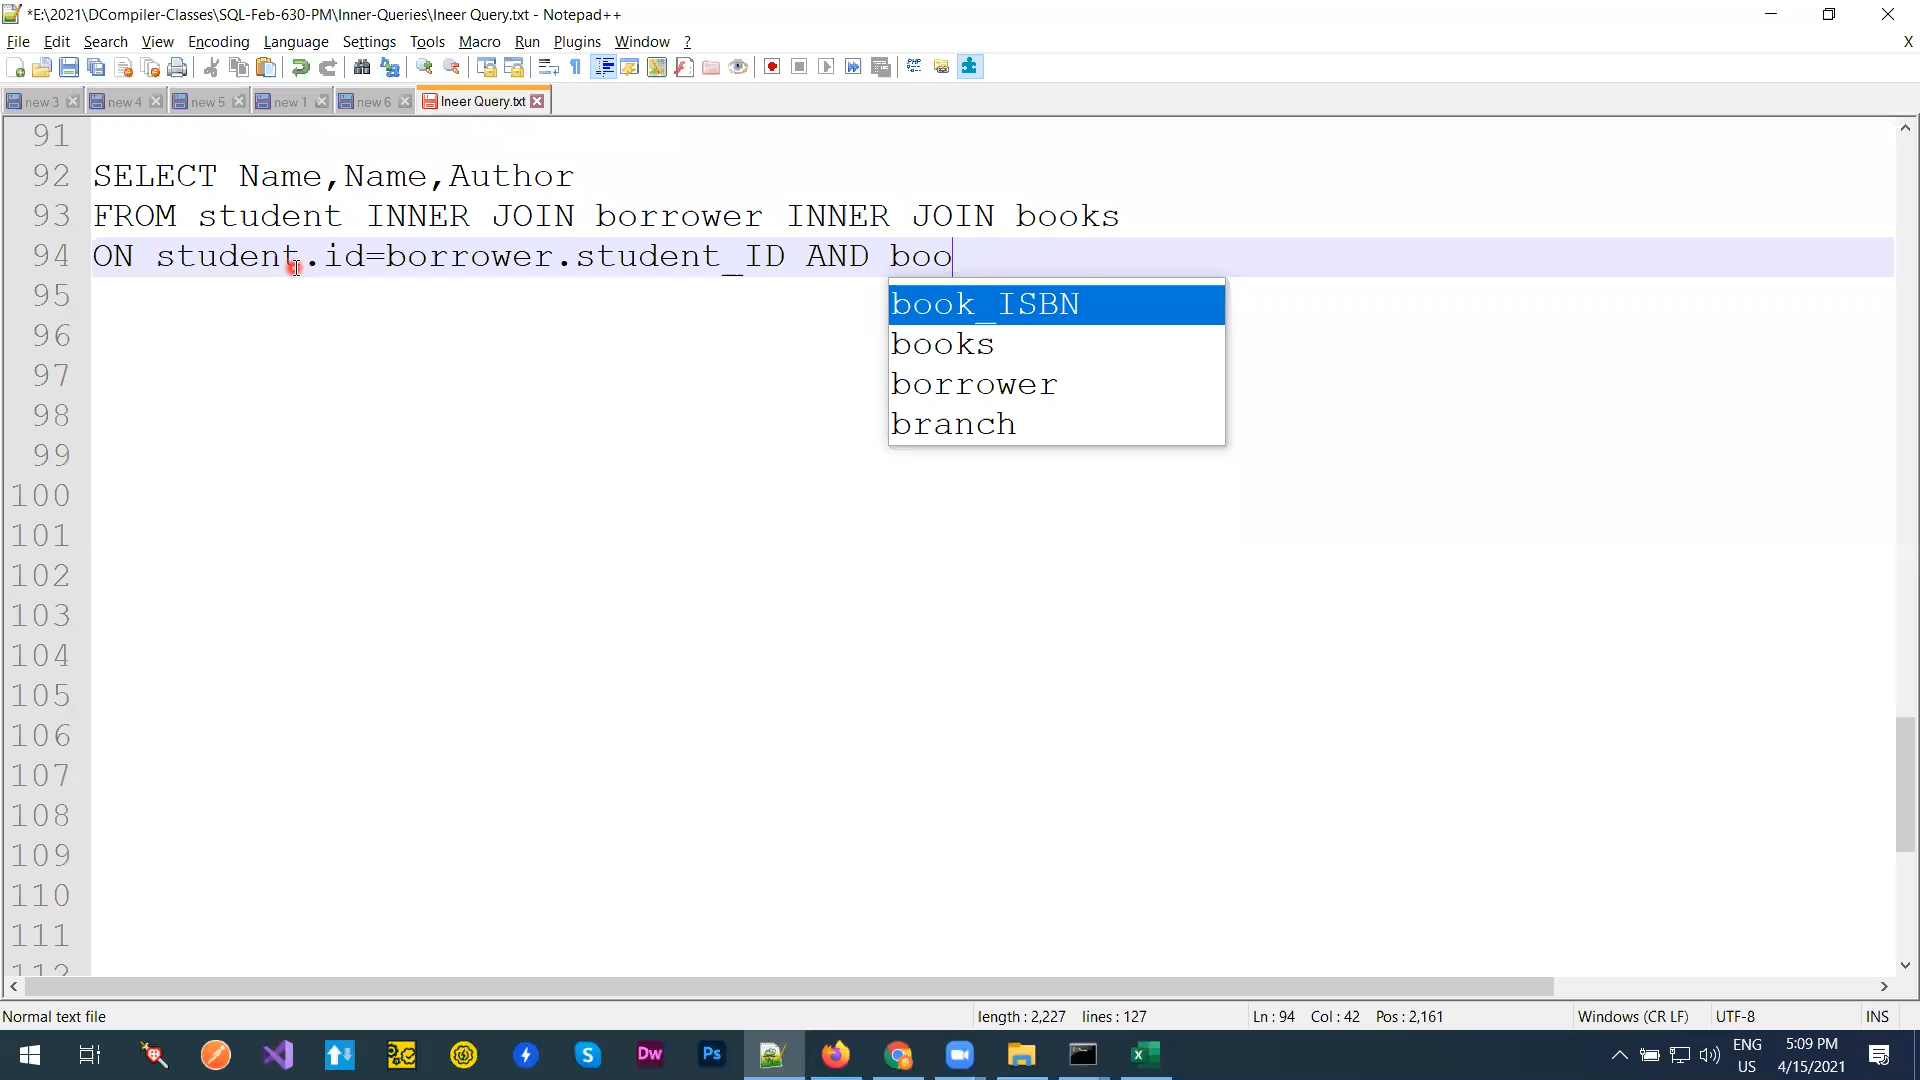 *E:\2021\DCompiler-Classes\SQL-Feb-630-PM\Inner-Queries\Ineer Query.txt - Notepad++
File Edit Search View Encoding Language Settings Tools Macro Run Plugins Window ? X
new 3 new 4 new 5 new 1 new 6 Ineer Query.txt
91
92 SELECT Name,Name,Author
93 FROM student INNER JOIN borrower INNER JOIN books
94 ON student.id=borrower.student_ID AND boo
95 book_ISBN
96 books
97 borrower
98 branch
99
100
101
102
103
104
105
106
107
108
109
110
111
112
Normal text file length : 2,227 lines : 127 Ln : 94 Col : 42 Pos : 2,161 Windows (CR LF) UTF-8 INS
Dw Ps S ENG US 5:09 PM 4/15/2021